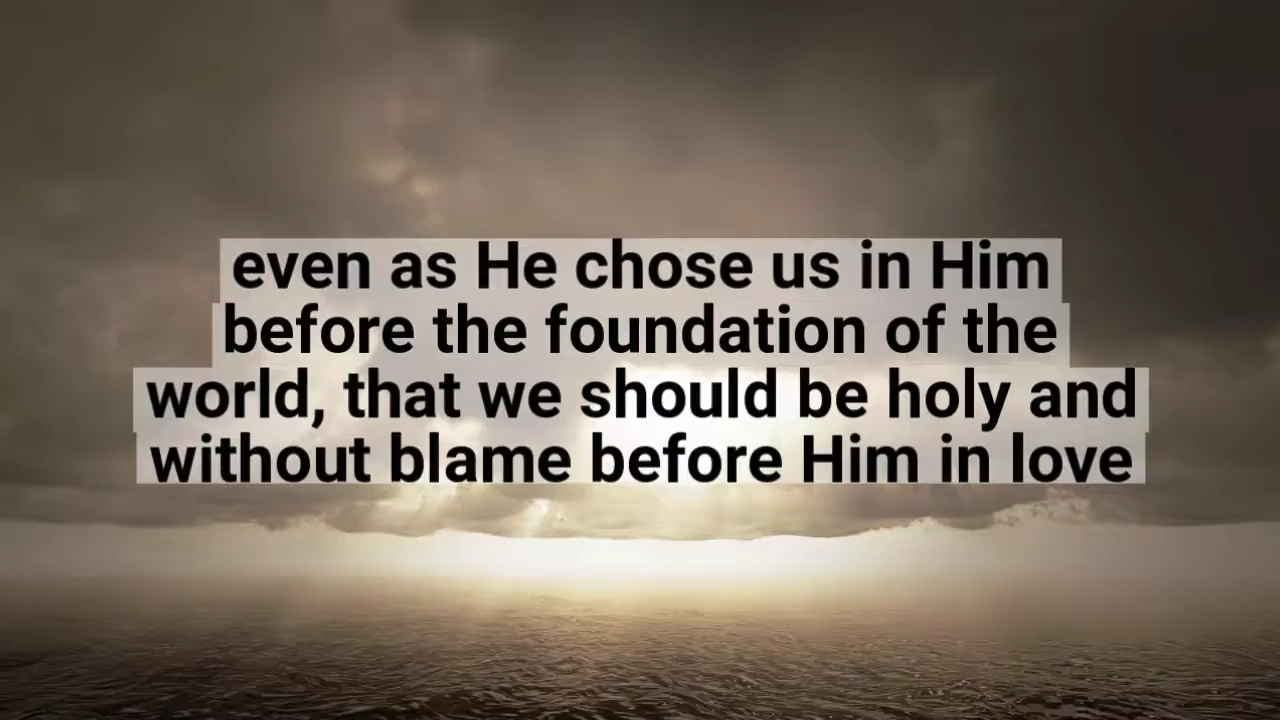 even as He chose us in Him
before the foundation of the
world, that we should be holy and
without blame before Him in love